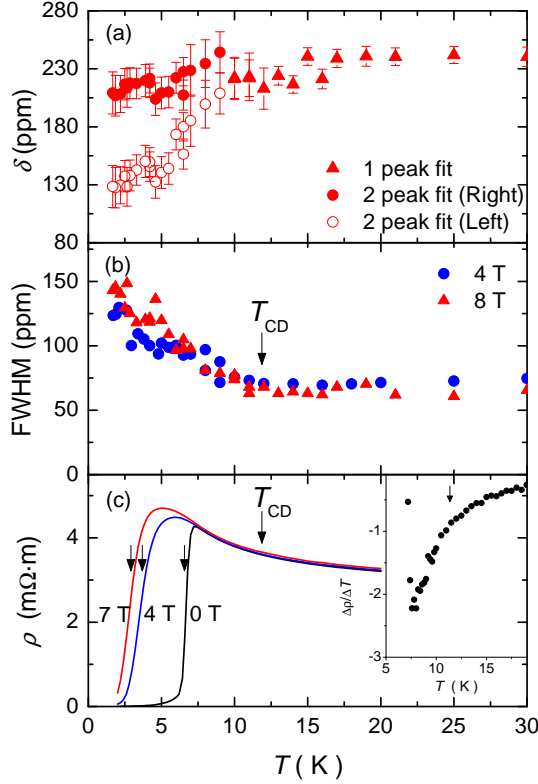 (a)
280
230
180
130
80
δ (ppm)
1 peak fit
2 peak fit (Right)
2 peak fit (Left)
(b)
150
100
50
0
FWHM (ppm)
4 T
8 T
T_CD
(c)
4
2
0
ρ (mΩ·m)
T_CD
7 T 4 T 0 T
-1
-2
-3
Δρ/ΔT
5 10 15
T ( K )
0 5 10 15 20 25 30
T ( K )